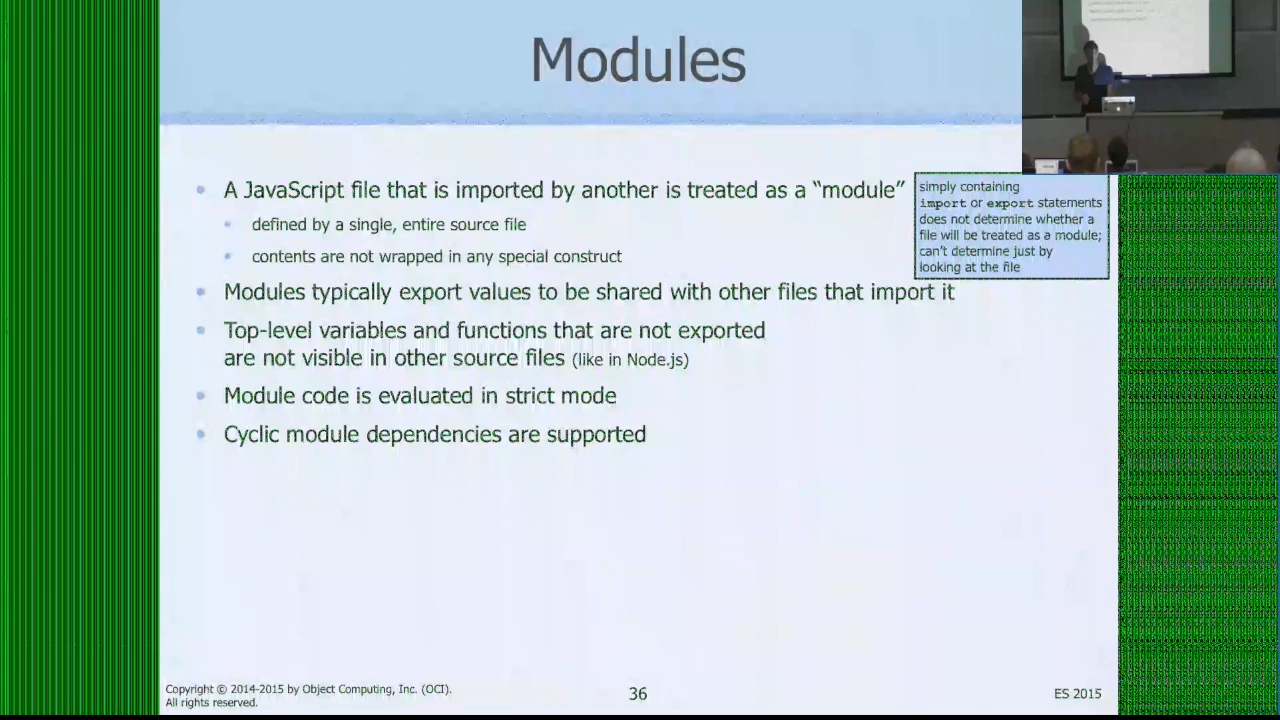 Modules
A JavaScript file that is imported by another is treated as a “module”
defined by a single, entire source file
contents are not wrapped in any special construct
simply containing
import or export statements
does not determine whether a
file will be treated as a module;
can’t determine just by
looking at the file
Modules typically export values to be shared with other files that import it
Top-level variables and functions that are not exported
are not visible in other source files (like in Node.js)
Module code is evaluated in strict mode
Cyclic module dependencies are supported
Copyright © 2014-2015 by Object Computing, Inc. (OCI).
All rights reserved.
36
ES 2015